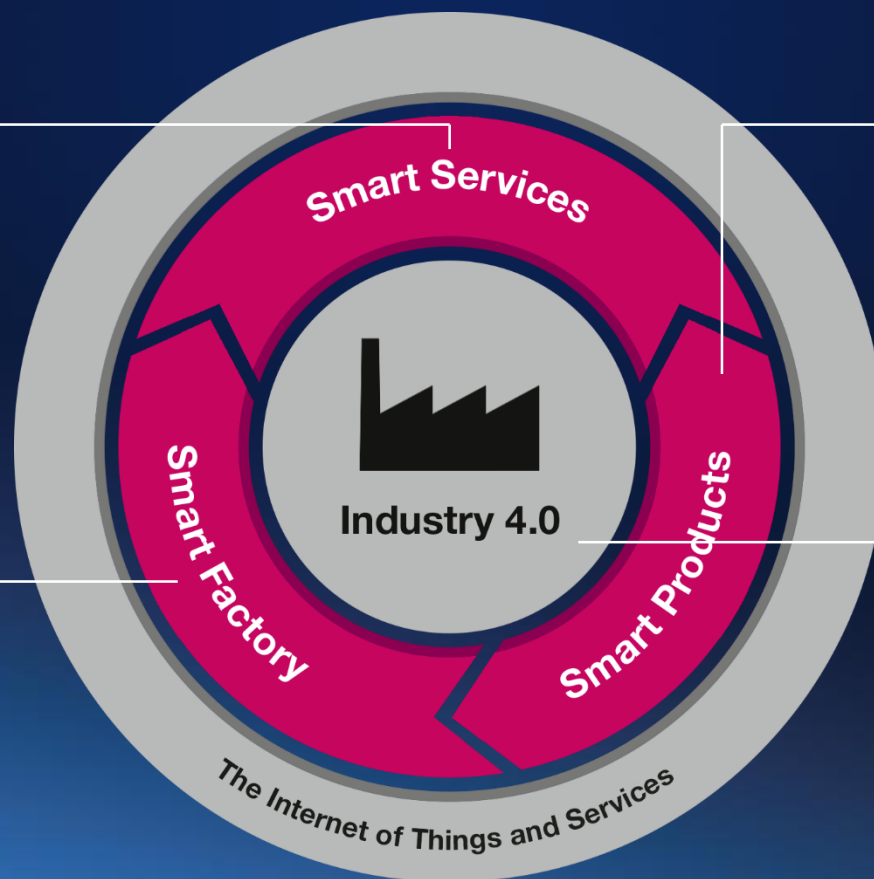 Smart Services
Industry 4.0
Smart Factory
Smart Products
The Internet of Things and Services